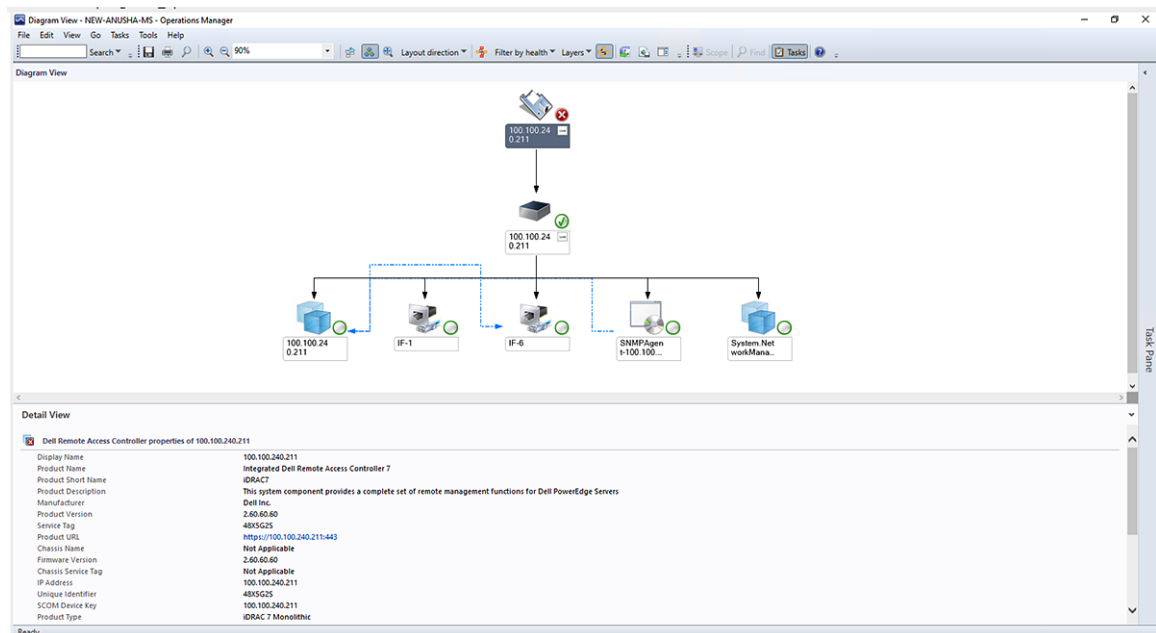 Diagram View - NEW-ANUSHA-MS - Operations Manager
File Edit View Go Tasks Tools Help
Search 90% Layout direction Filter by health Layers Scope Find Tasks
Diagram View
100.100.24
0.211
100.100.24
0.211
100.100.24
0.211
IF-1
IF-6
SNMPAgen
t-100.100...
System.Net
workMana...
Task Pane
Detail View
Dell Remote Access Controller properties of 100.100.240.211
Display Name 100.100.240.211
Product Name Integrated Dell Remote Access Controller 7
Product Short Name iDRAC7
Product Description This system component provides a complete set of remote management functions for Dell PowerEdge Servers
Manufacturer Dell Inc.
Product Version 2.60.60.60
Service Tag 48X5G2S
Product URL https://100.100.240.211:443
Chassis Name Not Applicable
Firmware Version 2.60.60.60
Chassis Service Tag Not Applicable
IP Address 100.100.240.211
Unique Identifier 48X5G2S
SCOM Device Key 100.100.240.211
Product Type iDRAC 7 Monolithic
Ready